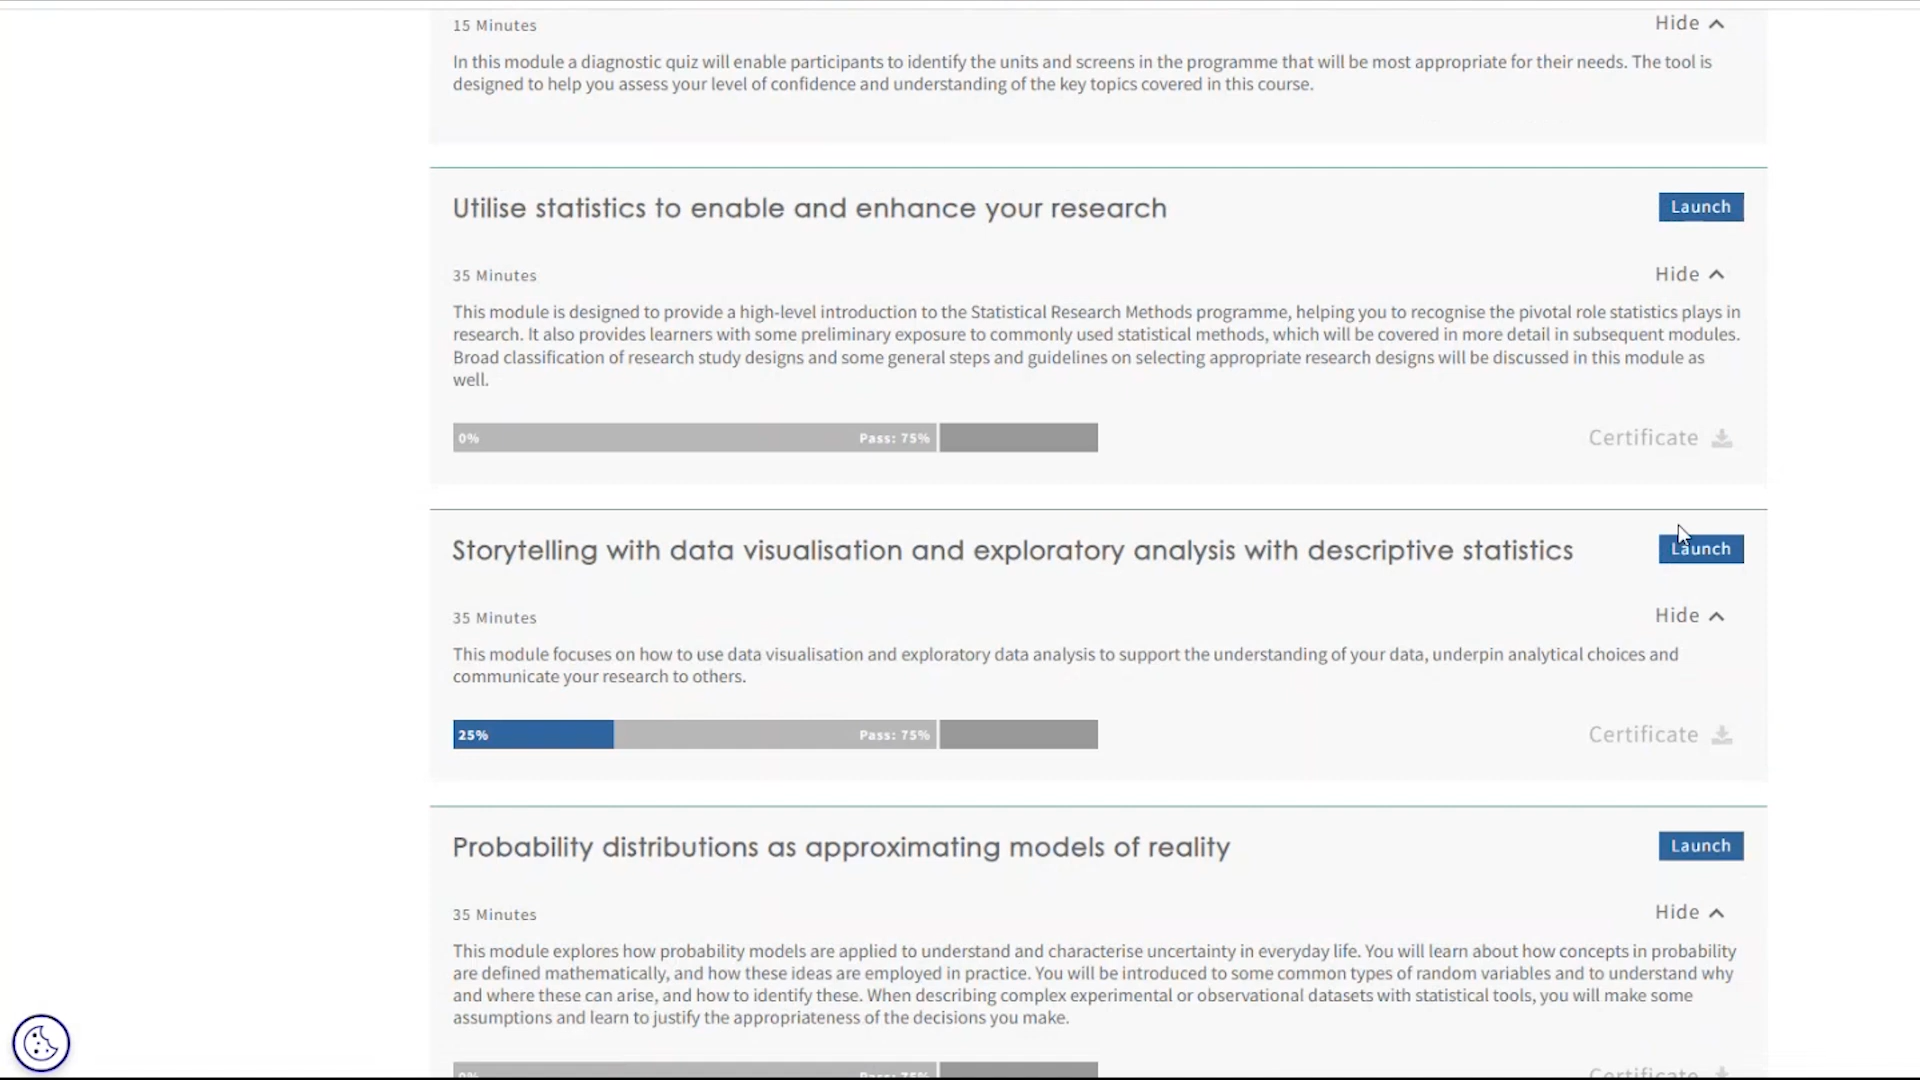 15 Minutes
Hide
In this module a diagnostic quiz will enable participants to identify the units and screens in the programme that will be most appropriate for their needs. The tool is
designed to help you assess your level of confidence and understanding of the key topics covered in this course.
Utilise statistics to enable and enhance your research
Launch
35 Minutes
Hide
This module is designed to provide a high-level introduction to the Statistical Research Methods programme, helping you to recognise the pivotal role statistics plays in
research. It also provides learners with some preliminary exposure to commonly used statistical methods, which will be covered in more detail in subsequent modules.
Broad classification of research study designs and some general steps and guidelines on selecting appropriate research designs will be discussed in this module as
well.
0%
Pass: 75%
Certificate
Storytelling with data visualisation and exploratory analysis with descriptive statistics
Launch
35 Minutes
Hide
This module focuses on how to use data visualisation and exploratory data analysis to support the understanding of your data, underpin analytical choices and
communicate your research to others.
25%
Pass: 75%
Certificate
Probability distributions as approximating models of reality
Launch
35 Minutes
Hide
This module explores how probability models are applied to understand and characterise uncertainty in everyday life. You will learn about how concepts in probability
are defined mathematically, and how these ideas are employed in practice. You will be introduced to some common types of random variables and to understand why
and where these can arise, and how to identify these. When describing complex experimental or observational datasets with statistical tools, you will make some
assumptions and learn to justify the appropriateness of the decisions you make.
0%
Pass: 75%
Certificate